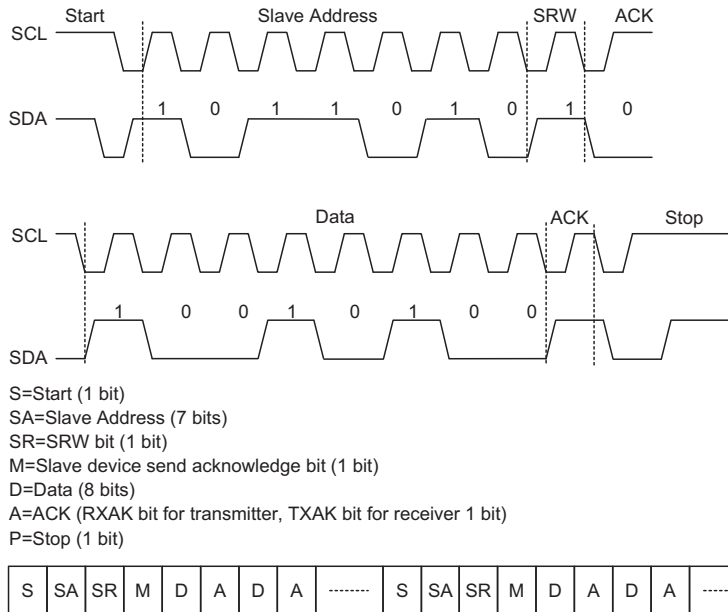 Start Slave Address SRW ACK
SCL
1 0 1 1 0 1 0 1 0
SDA
Data ACK Stop
SCL
1 0 0 1 0 1 0 0
SDA
S=Start (1 bit)
SA=Slave Address (7 bits)
SR=SRW bit (1 bit)
M=Slave device send acknowledge bit (1 bit)
D=Data (8 bits)
A=ACK (RXAK bit for transmitter, TXAK bit for receiver 1 bit)
P=Stop (1 bit)
S SA SR M D A D A ------- S SA SR M D A D A -----